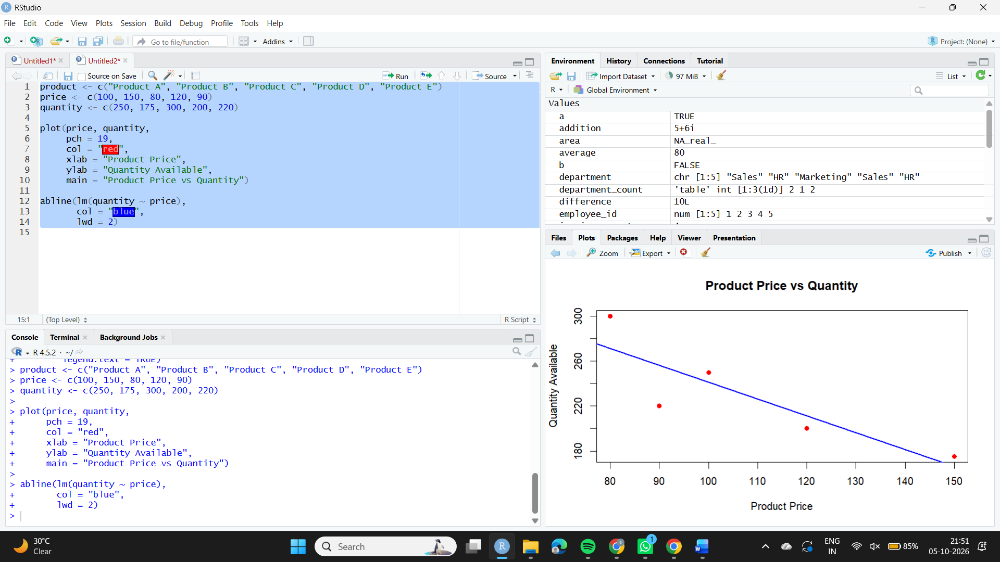 RStudio
File Edit Code View Plots Session Build Debug Profile Tools Help
Go to file/function Addins Project: (None)
Untitled1* Untitled2*
Source on Save Run Source
1 product <- c("Product A", "Product B", "Product C", "Product D", "Product E")
2 price <- c(100, 150, 80, 120, 90)
3 quantity <- c(250, 175, 300, 200, 220)
4
5 plot(price, quantity,
6 pch = 19,
7 col = "red",
8 xlab = "Product Price",
9 ylab = "Quantity Available",
10 main = "Product Price vs Quantity")
11
12 abline(lm(quantity ~ price),
13 col = "blue",
14 lwd = 2)
15
15:1 (Top Level) R Script
Console Terminal Background Jobs
R 4.5.2 · ~/
+ legend.text = TRUE)
> product <- c("Product A", "Product B", "Product C", "Product D", "Product E")
> price <- c(100, 150, 80, 120, 90)
> quantity <- c(250, 175, 300, 200, 220)
>
> plot(price, quantity,
+ pch = 19,
+ col = "red",
+ xlab = "Product Price",
+ ylab = "Quantity Available",
+ main = "Product Price vs Quantity")
>
> abline(lm(quantity ~ price),
+ col = "blue",
+ lwd = 2)
>
Environment History Connections Tutorial
Import Dataset 97 MiB List
R Global Environment
Values
a TRUE
addition 5+6i
area NA_real_
average 80
b FALSE
department chr [1:5] "Sales" "HR" "Marketing" "Sales" "HR"
department_count 'table' int [1:3(1d)] 2 1 2
difference 10L
employee_id num [1:5] 1 2 3 4 5
Files Plots Packages Help Viewer Presentation
Zoom Export Publish
Product Price vs Quantity
Quantity Available
300
260
220
180
80 90 100 110 120 130 140 150
Product Price
30°C
Clear
Search
1
ENG
IN
85%
21:51
05-10-2026